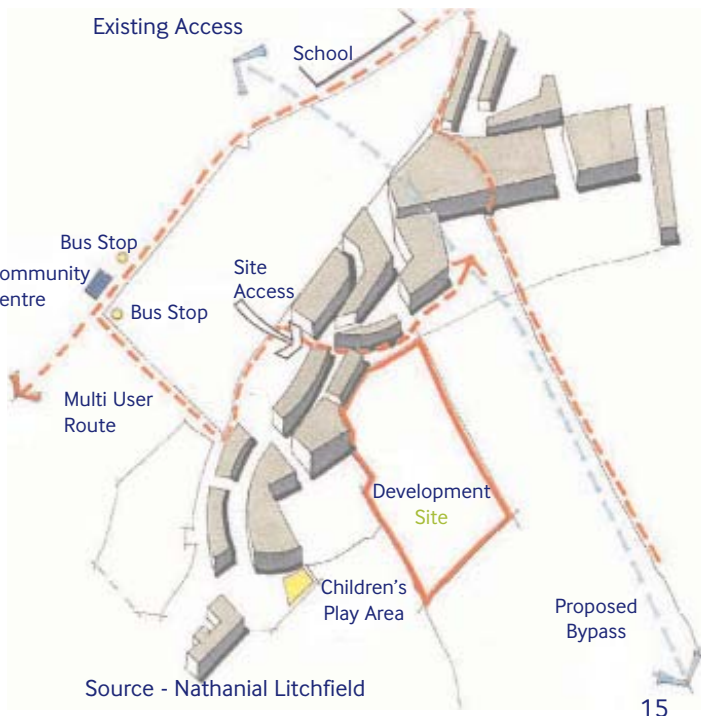 Existing Access
School
Bus Stop
ommunity
entre
Bus Stop
Site
Access
Multi User
Route
Development
Site
Children's
Play Area
Proposed
Bypass
Source - Nathanial Litchfield
15